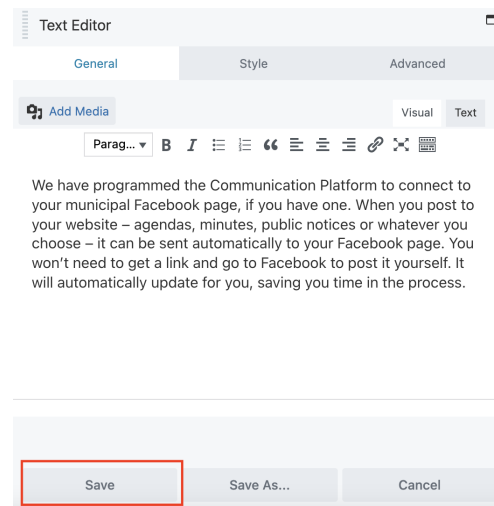 Text Editor
General Style Advanced
Add Media Visual Text
Parag... B I
We have programmed the Communication Platform to connect to
your municipal Facebook page, if you have one. When you post to
your website – agendas, minutes, public notices or whatever you
choose – it can be sent automatically to your Facebook page. You
won’t need to get a link and go to Facebook to post it yourself. It
will automatically update for you, saving you time in the process.
Save Save As... Cancel